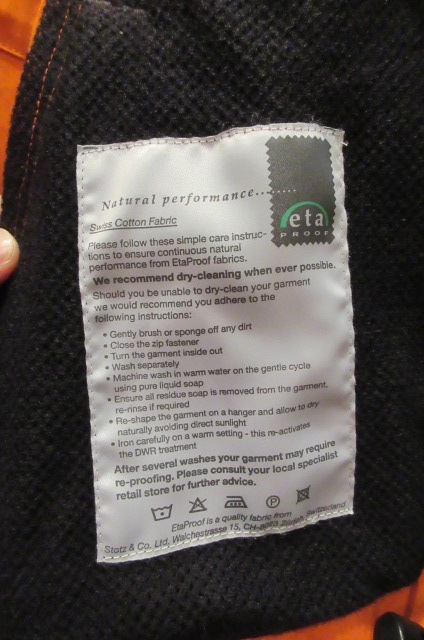 Natural performance.........
eta
PROOF
Swiss Cotton Fabric
Please follow these simple care instruc-
tions to ensure continuous natural
performance from EtaProof fabrics.
We recommend dry-cleaning when ever possible.
Should you be unable to dry-clean your garment
we would recommend you adhere to the
following instructions:
• Gently brush or sponge off any dirt
• Close the zip fastener
• Turn the garment inside out
• Wash separately
• Machine wash in warm water on the gentle cycle
using pure liquid soap
• Ensure all residue soap is removed from the garment,
re-rinse if required
• Re-shape the garment on a hanger and allow to dry
naturally avoiding direct sunlight
• Iron carefully on a warm setting - this re-activates
the DWR treatment
After several washes your garment may require
re-proofing. Please consult your local specialist
retail store for further advice.
P
EtaProof is a quality fabric from
Stotz & Co. Ltd, Walchestrasse 15, Switzerland